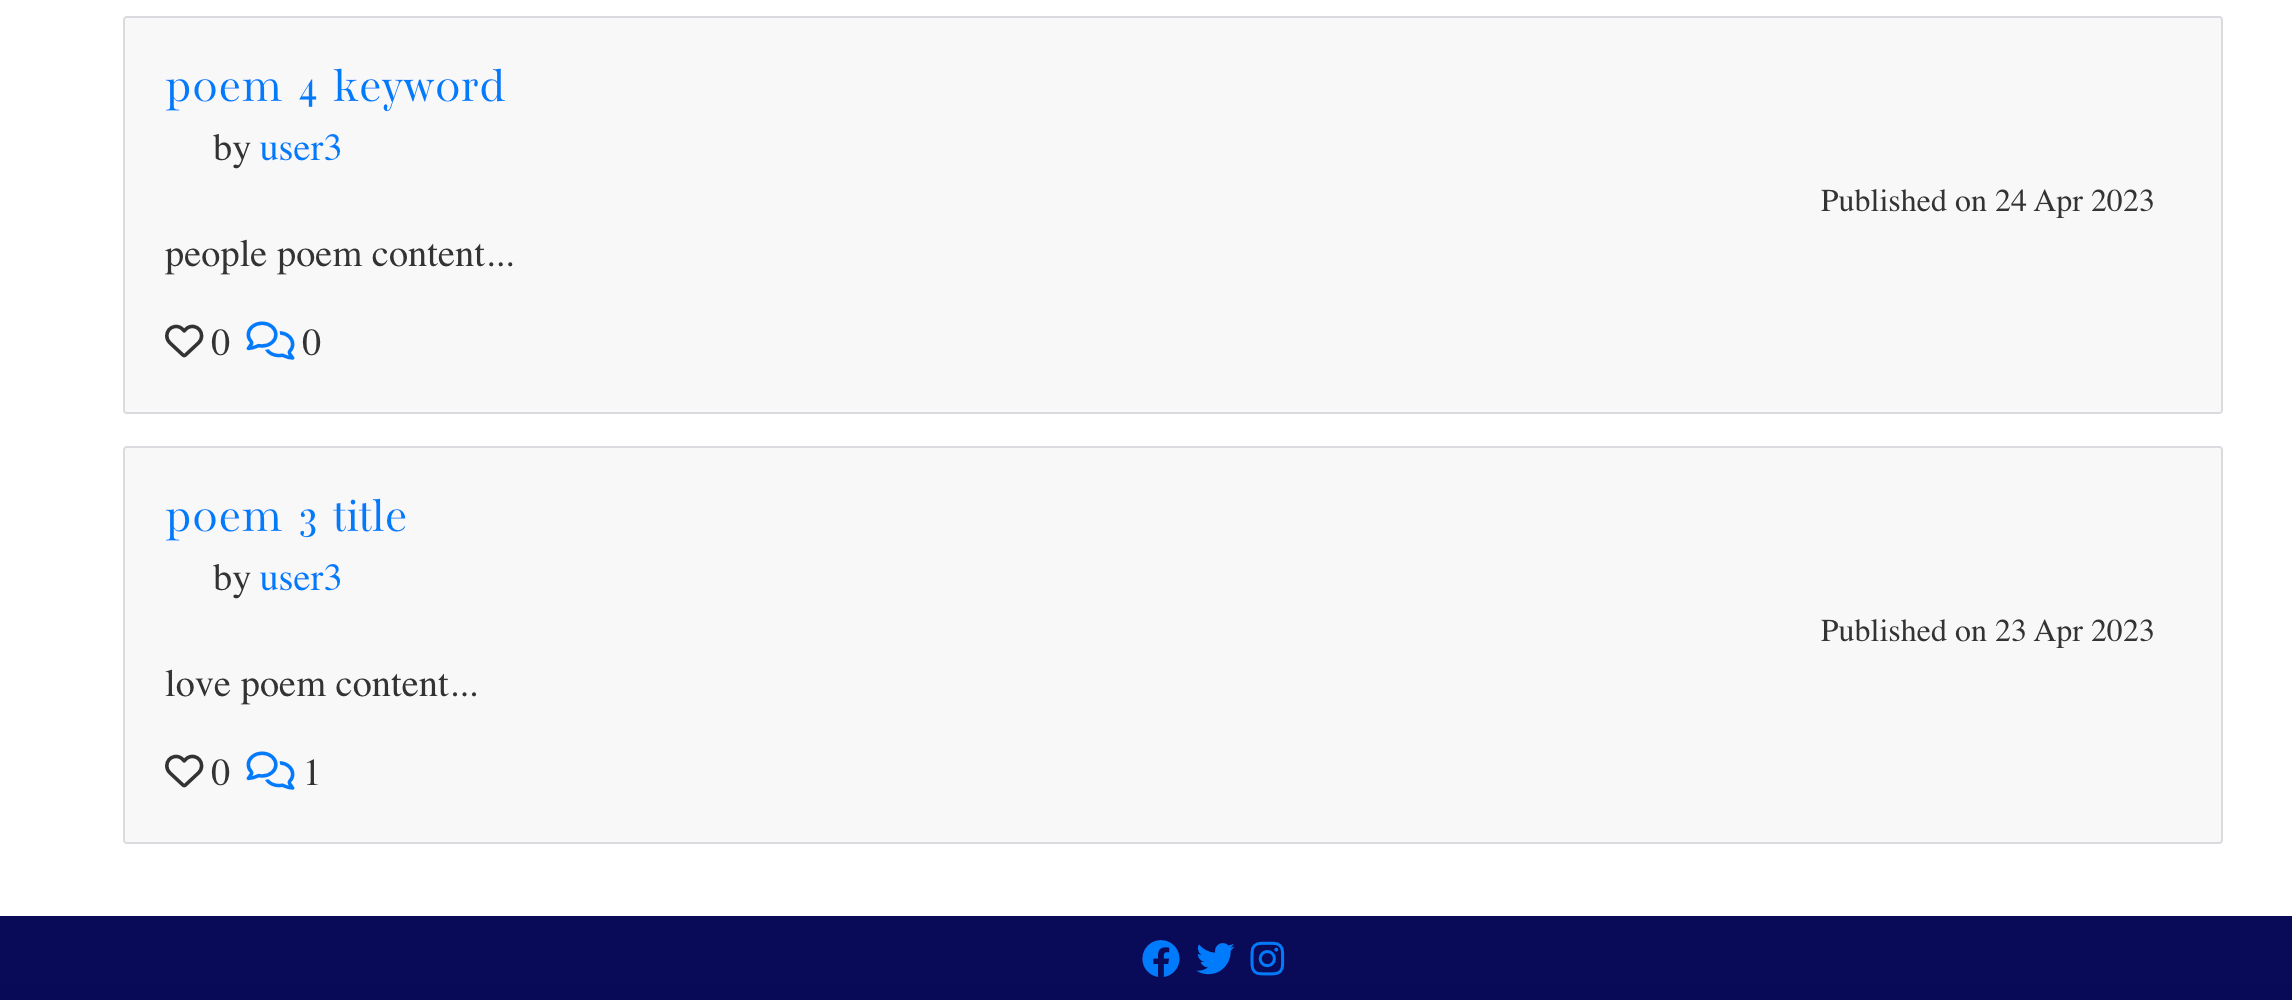 poem 4 keyword
by user3
Published on 24 Apr 2023
people poem content...
0 0
poem 3 title
by user3
Published on 23 Apr 2023
love poem content...
0 1